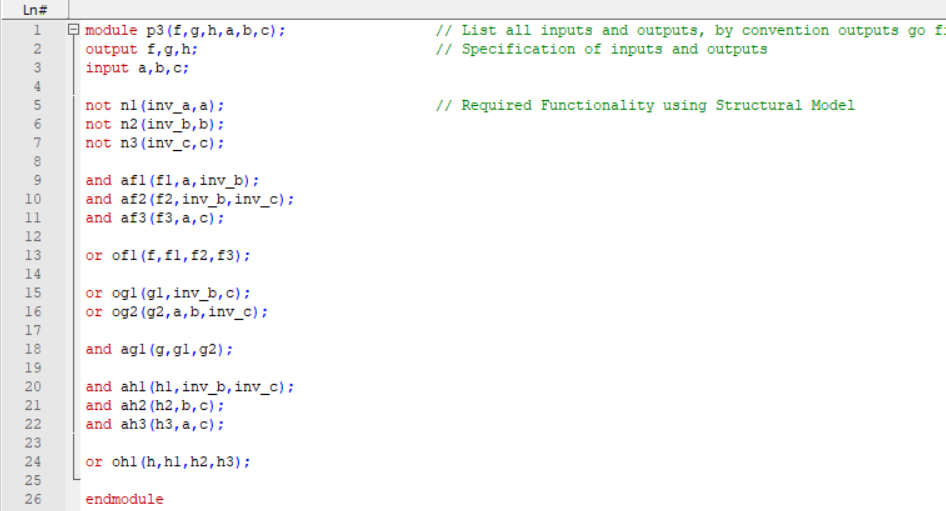 Ln#
1 module p3(f,g,h,a,b,c); // List all inputs and outputs, by convention outputs go
2 output f,g,h; // Specification of inputs and outputs
3 input a,b,c;
4
5 not n1(inv_a,a); // Required Functionality using Structural Model
6 not n2(inv_b,b);
7 not n3(inv_c,c);
8
9 and af1(f1,a,inv_b);
10 and af2(f2,inv_b,inv_c);
11 and af3(f3,a,c);
12
13 or of1(f,f1,f2,f3);
14
15 or og1(g1,inv_b,c);
16 or og2(g2,a,b,inv_c);
17
18 and ag1(g,g1,g2);
19
20 and ah1(h1,inv_b,inv_c);
21 and ah2(h2,b,c);
22 and ah3(h3,a,c);
23
24 or oh1(h,h1,h2,h3);
25
26 endmodule